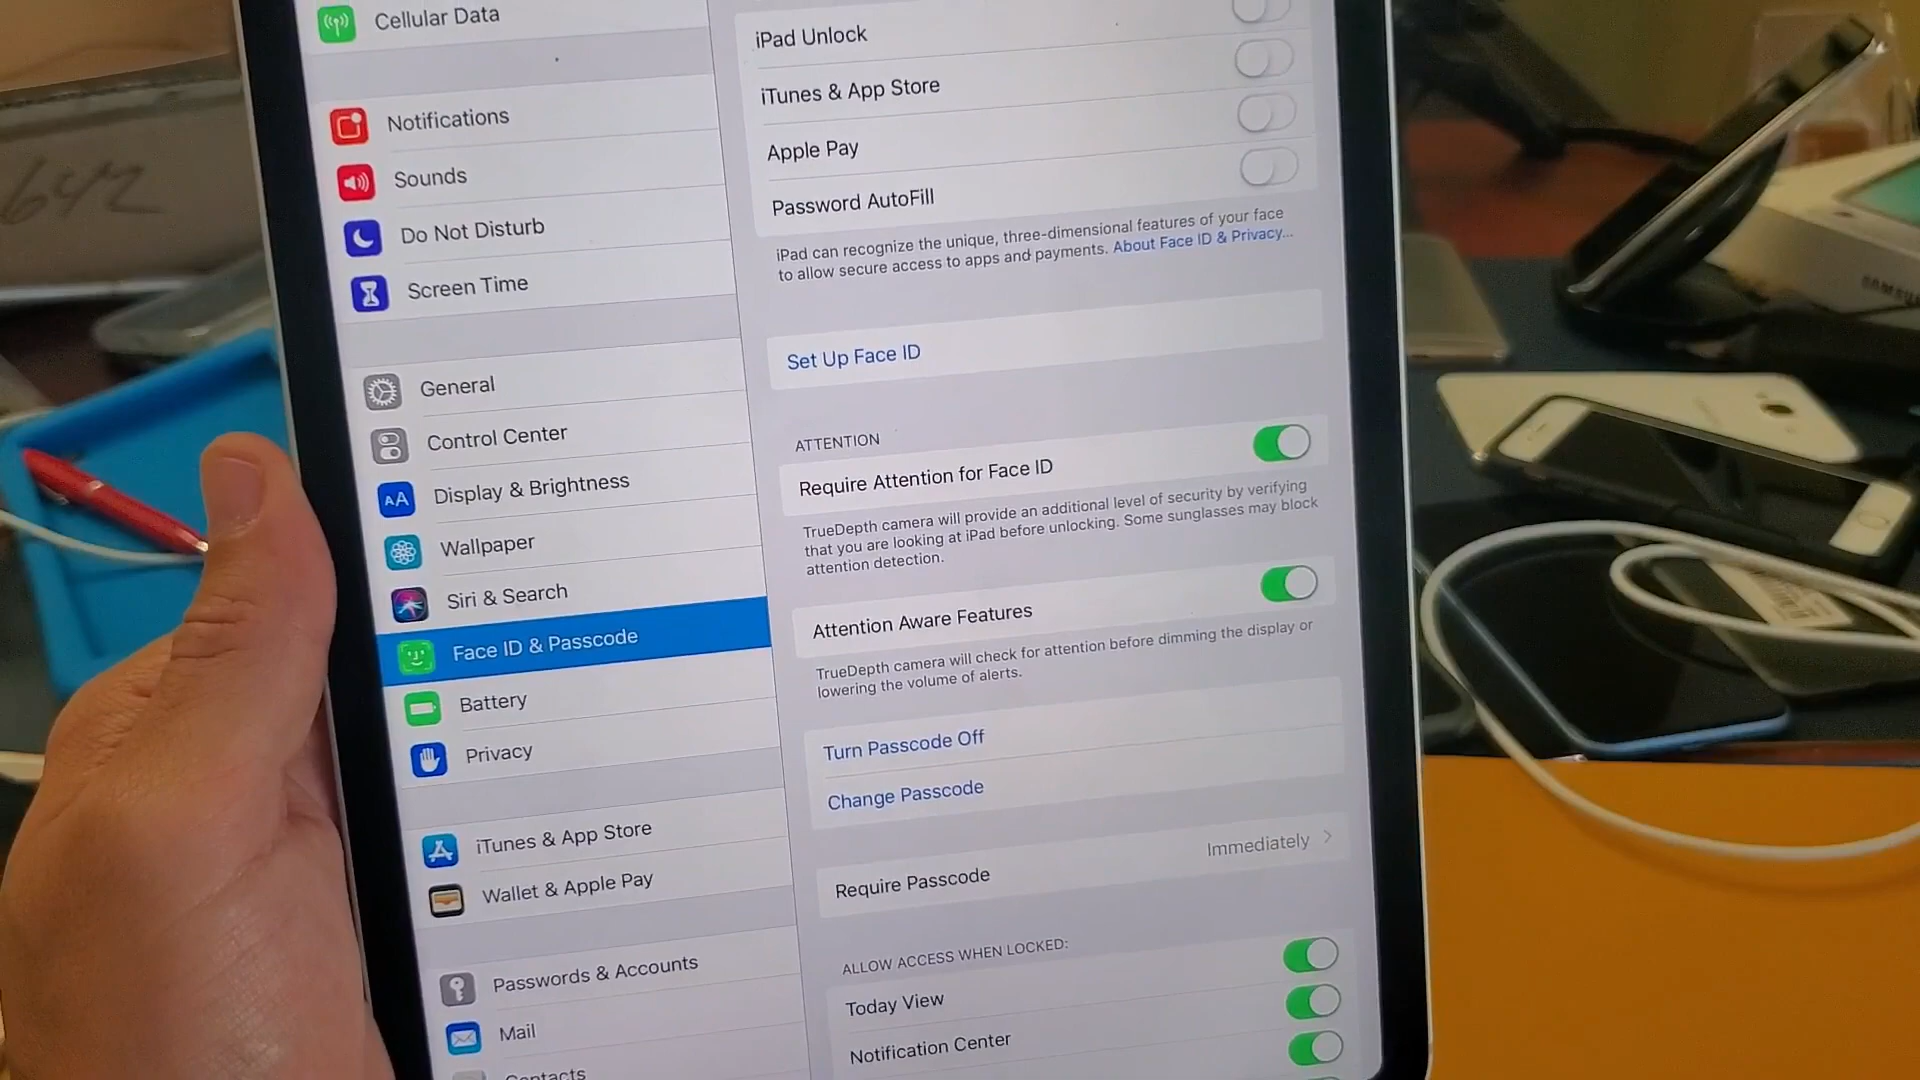 Cellular Data
Notifications
Sounds
Do Not Disturb
Screen Time
General
Control Center
AA
Display & Brightness
Wallpaper
Siri & Search
Face ID & Passcode
Battery
Privacy
iTunes & App Store
Wallet & Apple Pay
Passwords & Accounts
Mail
Contacts
iPad Unlock
iTunes & App Store
Apple Pay
Password AutoFill
iPad can recognize the unique, three-dimensional features of your face
to allow secure access to apps and payments. About Face ID & Privacy...
Set Up Face ID
ATTENTION
Require Attention for Face ID
TrueDepth camera will provide an additional level of security by verifying
that you are looking at iPad before unlocking. Some sunglasses may block
attention detection.
Attention Aware Features
TrueDepth camera will check for attention before dimming the display or
lowering the volume of alerts.
Turn Passcode Off
Change Passcode
Require Passcode Immediately
ALLOW ACCESS WHEN LOCKED:
Today View
Notification Center
SAMSUNG